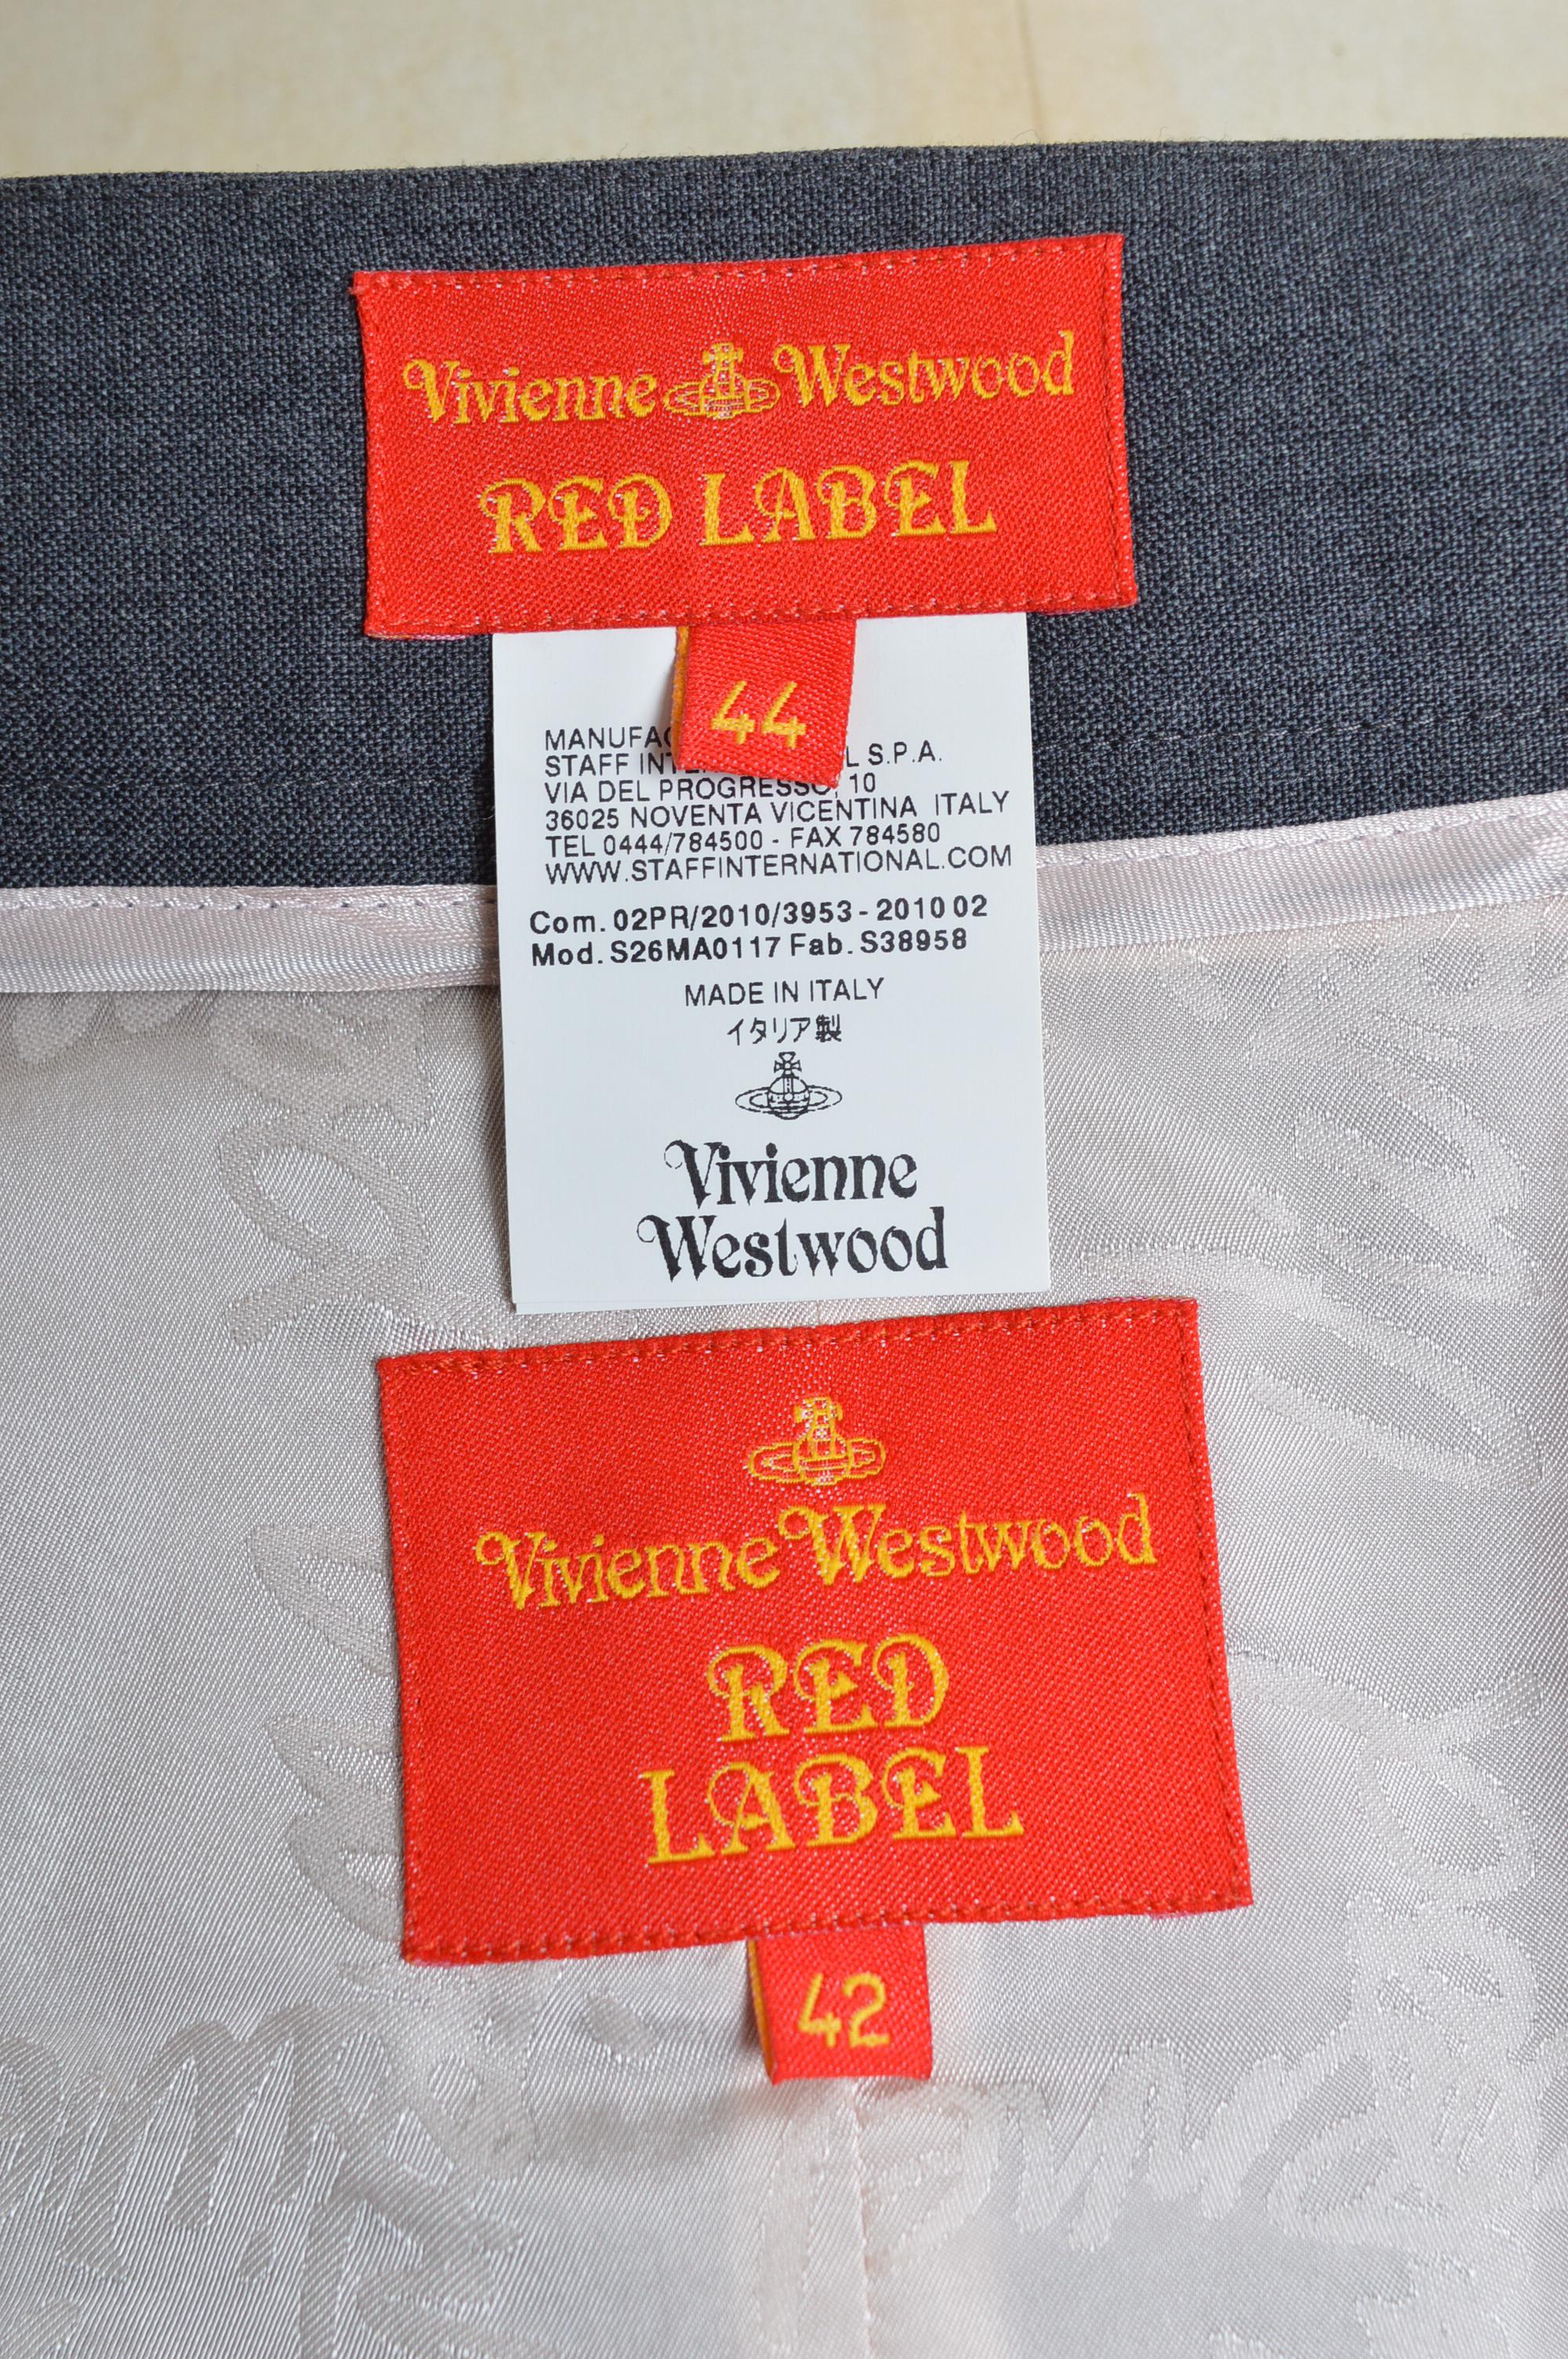 Vivienne Westwood
RED LABEL
44
MANUFAC
STAFF INTE L S.P.A.
VIA DEL PROGRESSO, 10
36025 NOVENTA VICENTINA ITALY
TEL 0444/784500 - FAX 784580
WWW.STAFFINTERNATIONAL.COM
Com. 02PR/2010/3953 - 2010 02
Mod. S26MA0117 Fab. S38958
MADE IN ITALY
イタリア製
Vivienne
Westwood
Vivienne Westwood
RED
LABEL
42